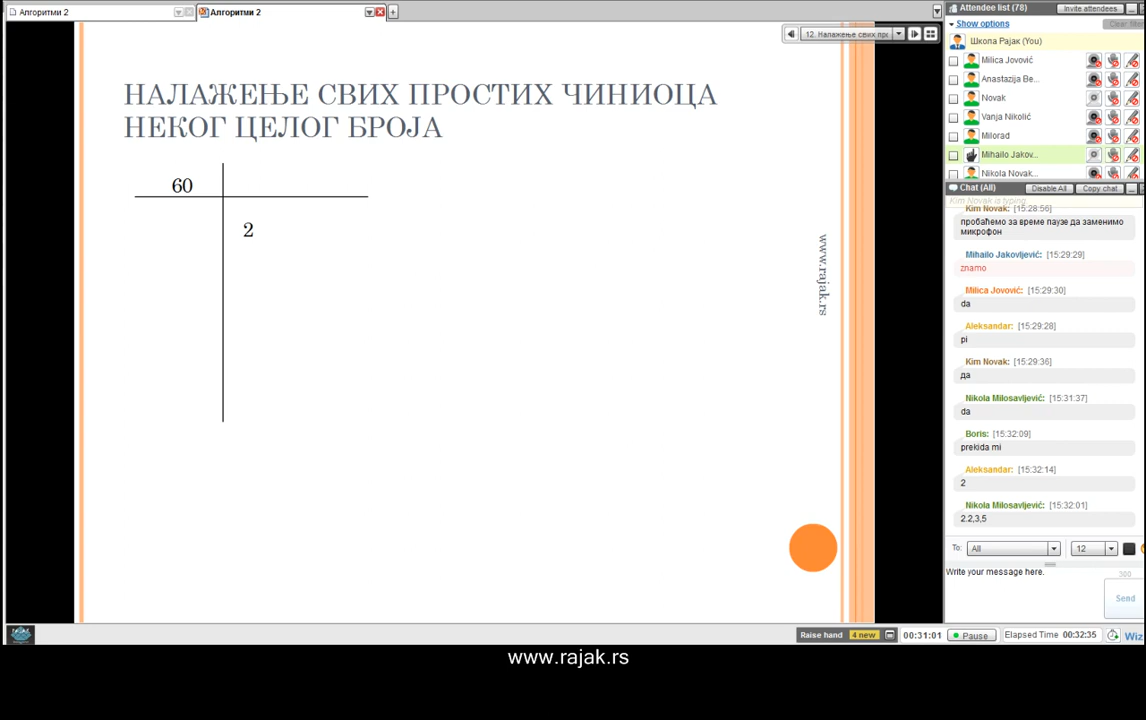 Алгоритми 2
Алгоритми 2
12. Налажење свих про
НАЛАЖЕЊЕ СВИХ ПРОСТИХ ЧИНИОЦА
НЕКОГ ЦЕЛОГ БРОЈА
60
2
www.rajak.rs
Attendee list (78)
Invite attendees
Show options
Clear
Школа Рајак (You)
Milica Jovović
Anastazija Be...
Novak
Vanja Nikolić
Milorad
Mihailo Jakov...
Nikola Novak...
Chat (All)
Disable All
Copy chat
Kim Novak is typing
Kim Novak: [15:28:56]
пробаћемо за време паузе да заменимо
микрофон
Mihailo Jakovljević: [15:29:29]
znamo
Milica Jovović: [15:29:30]
da
Aleksandar: [15:29:28]
pi
Kim Novak: [15:29:36]
да
Nikola Milosavljević: [15:31:37]
da
Boris: [15:32:09]
prekida mi
Aleksandar: [15:32:14]
2
Nikola Milosavljević: [15:32:01]
2.2,3,5
To: All 12
Write your message here.
300
Send
Raise hand 4 new 00:31:01 Pause Elapsed Time 00:32:35 Wiz
www.rajak.rs